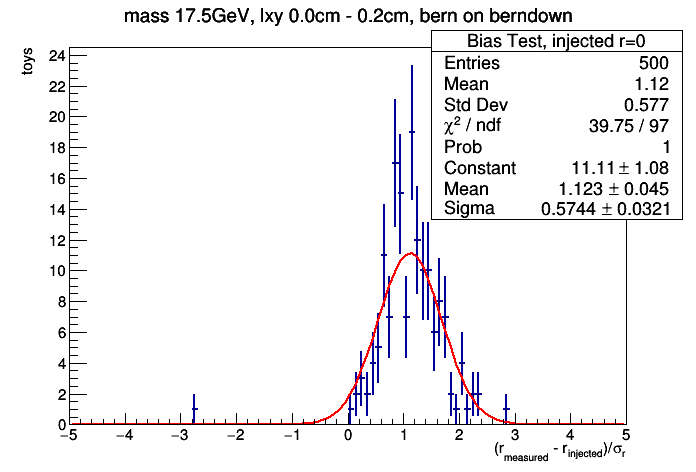 mass 17.5GeV, lxy 0.0cm - 0.2cm, bern on berndown
toys
Bias Test, injected r=0
Entries 500
Mean 1.12
Std Dev 0.577
χ² / ndf 39.75 / 97
Prob 1
Constant 11.11 ± 1.08
Mean 1.123 ± 0.045
Sigma 0.5744 ± 0.0321
24
22
20
18
16
14
12
10
8
6
4
2
0
−5 −4 −3 −2 −1 0 1 2 3 4 5
(r_measured - r_injected)/σ_r